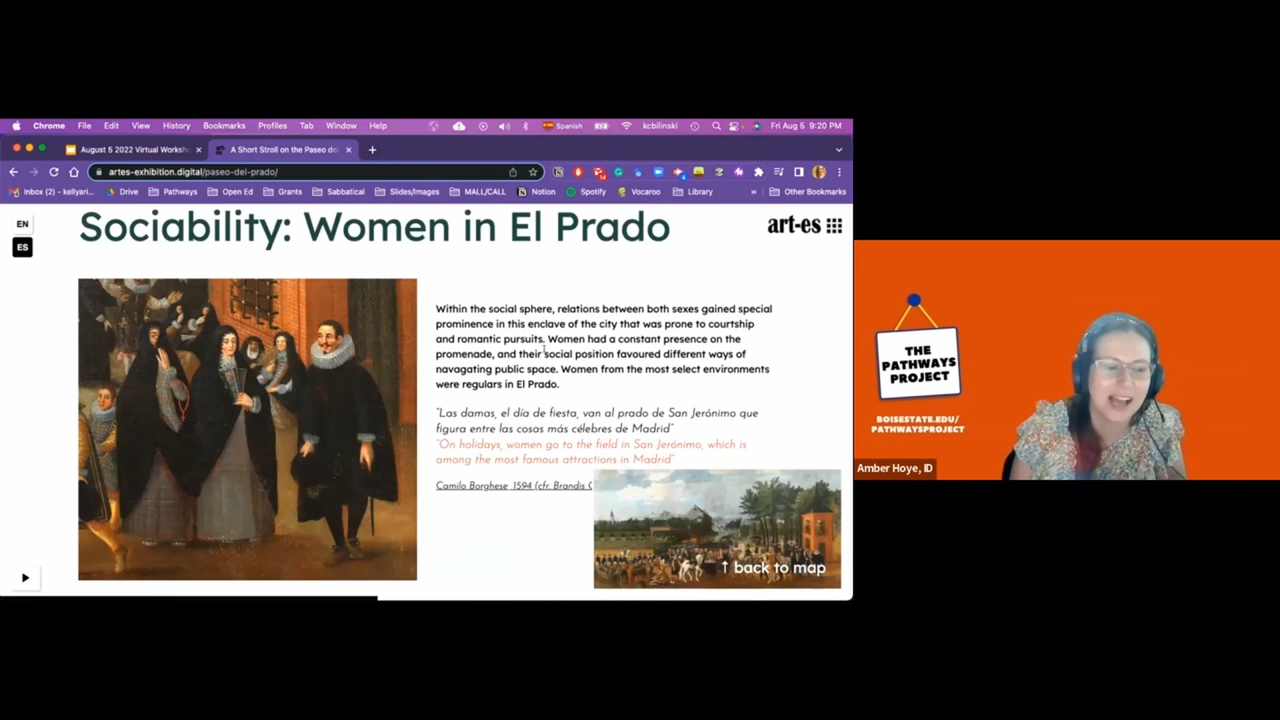 Chrome File Edit View History Bookmarks Profiles Tab Window Help Spanish kcbilinski Fri Aug 5 9:20 PM
August 5 2022 Virtual Worksh A Short Stroll on the Paseo de
artes-exhibition.digital/paseo-del-prado/
Inbox (2) - kellyari... Drive Pathways Open Ed Grants Sabbatical Slides/Images MALL/CALL Notion Spotify Vocaroo Library » Other Bookmarks
EN
ES
Sociability: Women in El Prado
art-es
Within the social sphere, relations between both sexes gained special
prominence in this enclave of the city that was prone to courtship
and romantic pursuits. Women had a constant presence on the
promenade, and their social position favoured different ways of
navagating public space. Women from the most select environments
were regulars in El Prado.
"Las damas, el día de fiesta, van al prado de San Jerónimo que
figura entre las cosas más célebres de Madrid"
"On holidays, women go to the field in San Jerónimo, which is
among the most famous attractions in Madrid"
Camilo Borghese 1594 (cfr. Brandis
↑ back to map
THE
PATHWAYS
PROJECT
BOISESTATE.EDU/
PATHWAYSPROJECT
Amber Hoye, ID